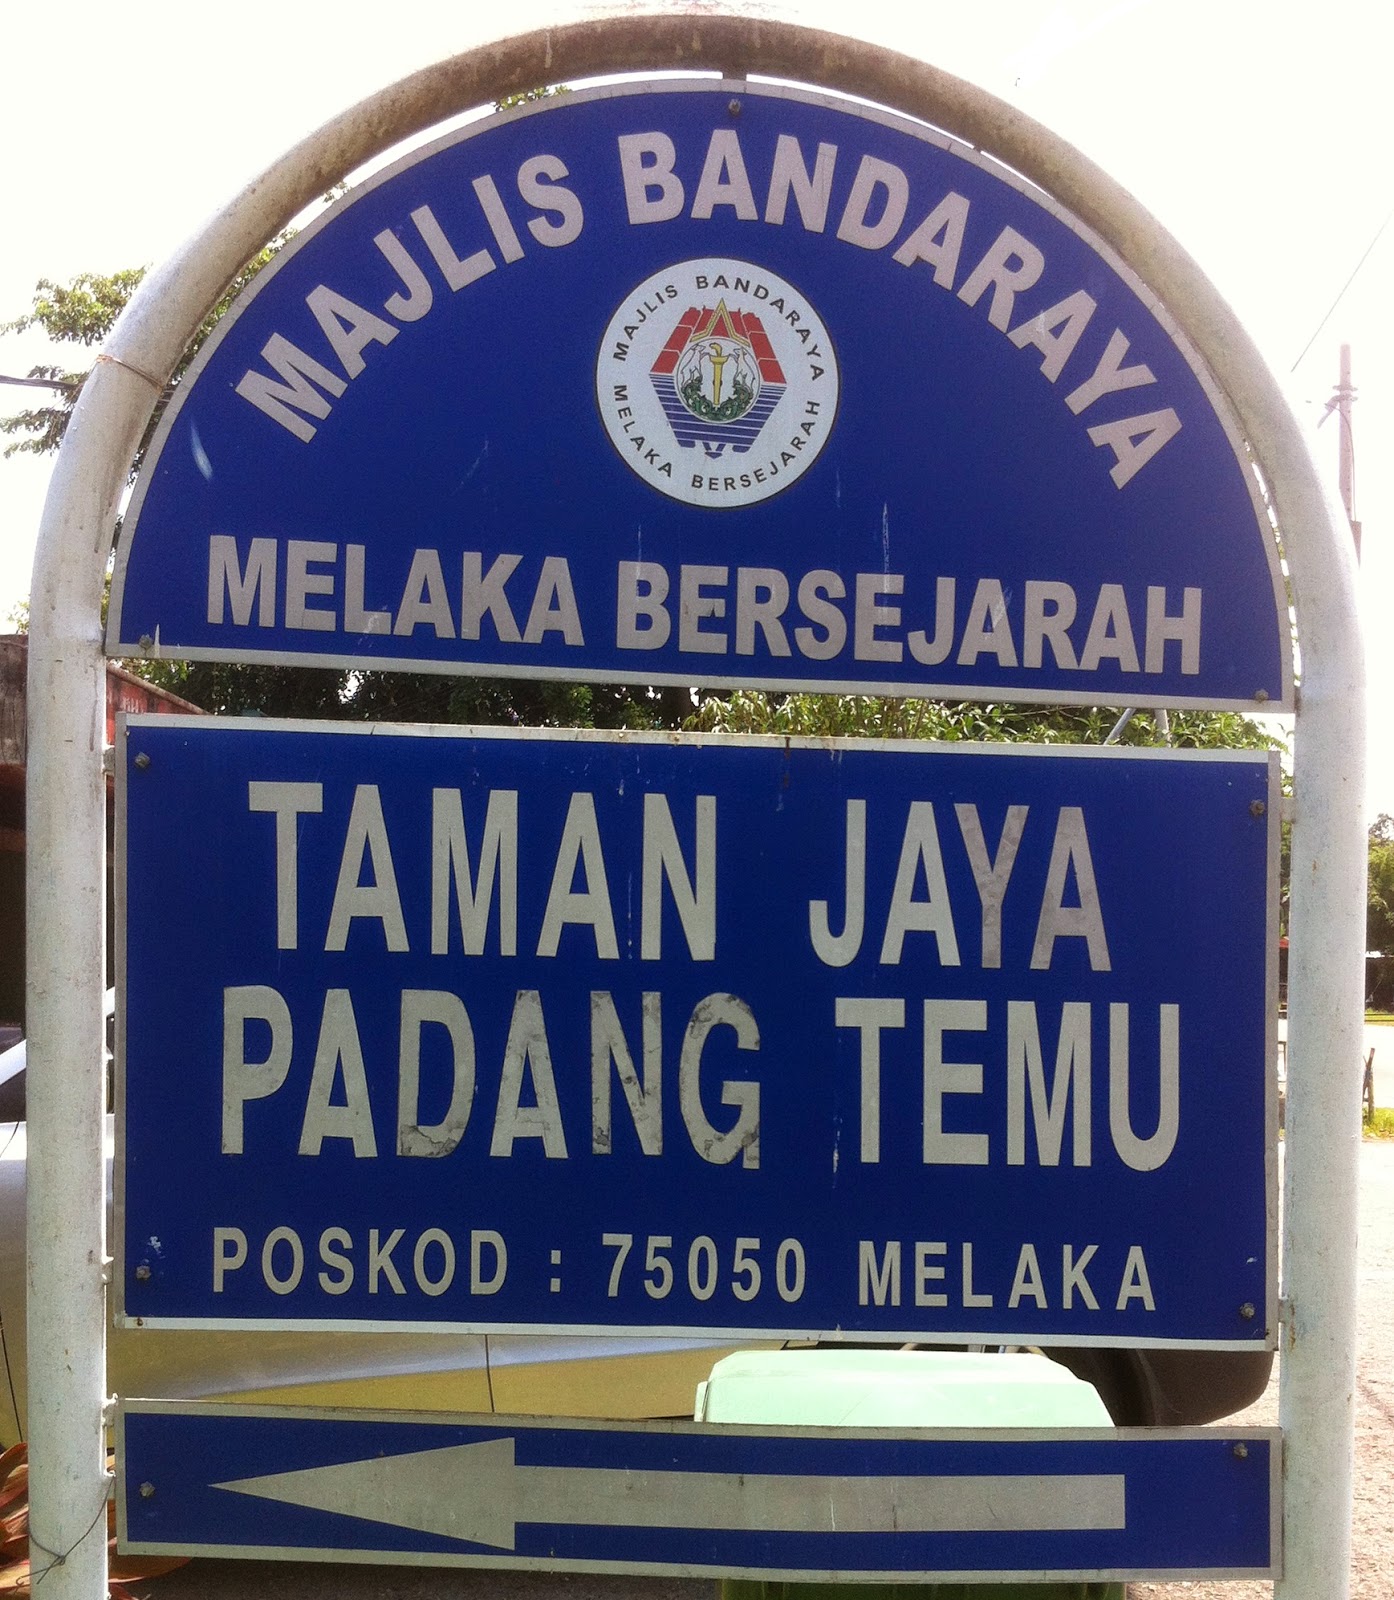 MAJLIS BANDARAYA
MAJLIS BANDARAYA
MELAKA BERSEJARAH
MELAKA BERSEJARAH
TAMAN JAYA
PADANG TEMU
POSKOD : 75050 MELAKA